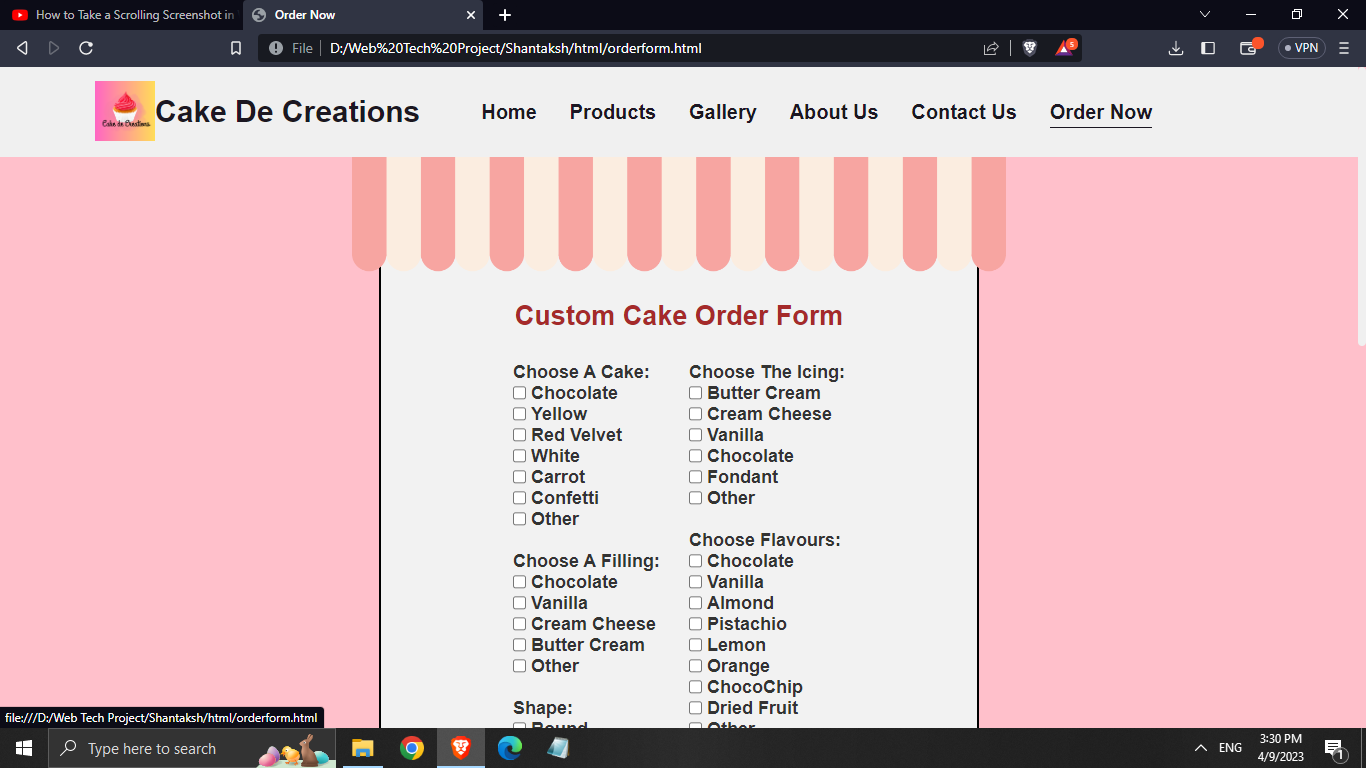 How to Take a Scrolling Screenshot in
Order Now
File
D:/Web%20Tech%20Project/Shantaksh/html/orderform.html
5
VPN
Cake de Creations
Cake De Creations
Home
Products
Gallery
About Us
Contact Us
Order Now
Custom Cake Order Form
Choose A Cake:
Chocolate
Yellow
Red Velvet
White
Carrot
Confetti
Other
Choose A Filling:
Chocolate
Vanilla
Cream Cheese
Butter Cream
Other
Shape:
Round
Choose The Icing:
Butter Cream
Cream Cheese
Vanilla
Chocolate
Fondant
Other
Choose Flavours:
Chocolate
Vanilla
Almond
Pistachio
Lemon
Orange
ChocoChip
Dried Fruit
Other
file:///D:/Web Tech Project/Shantaksh/html/orderform.html
Type here to search
ENG
3:30 PM
4/9/2023
1